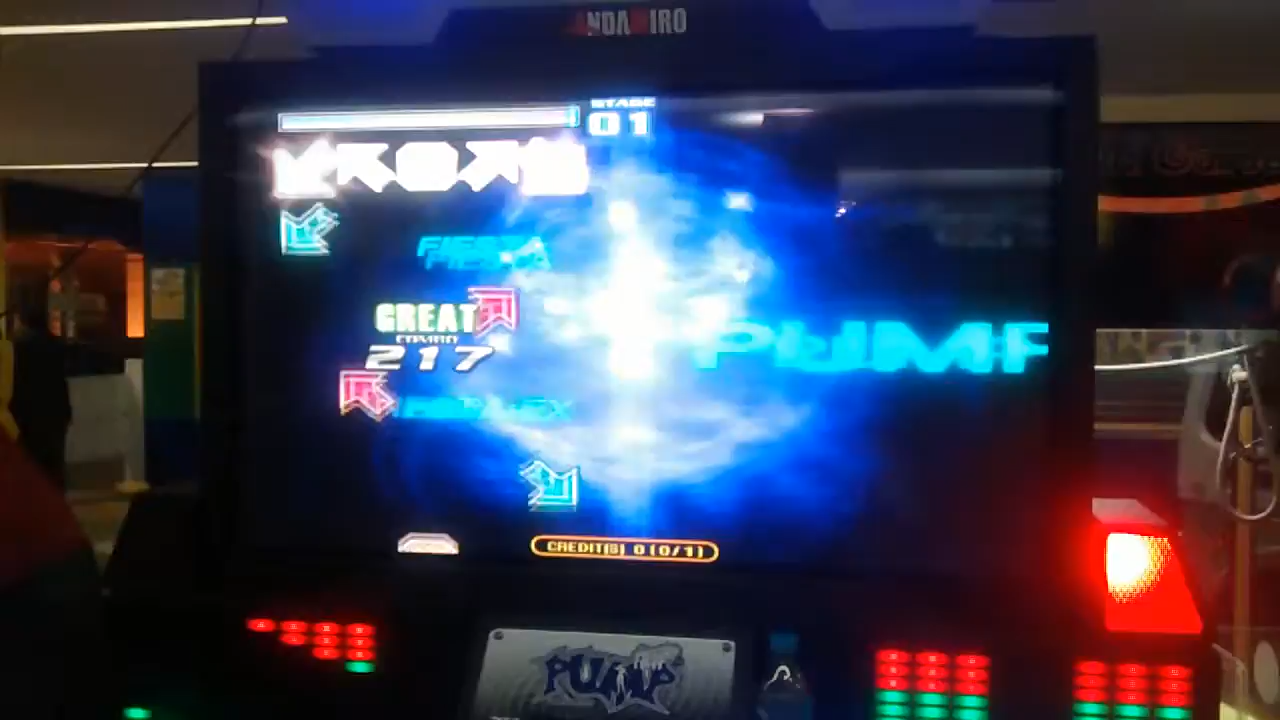 ANDAMIRO
STAGE
01
FIESTA
GREAT
COMBO
217
PUMP
CREDIT(S) 0(0/1)
PUMP